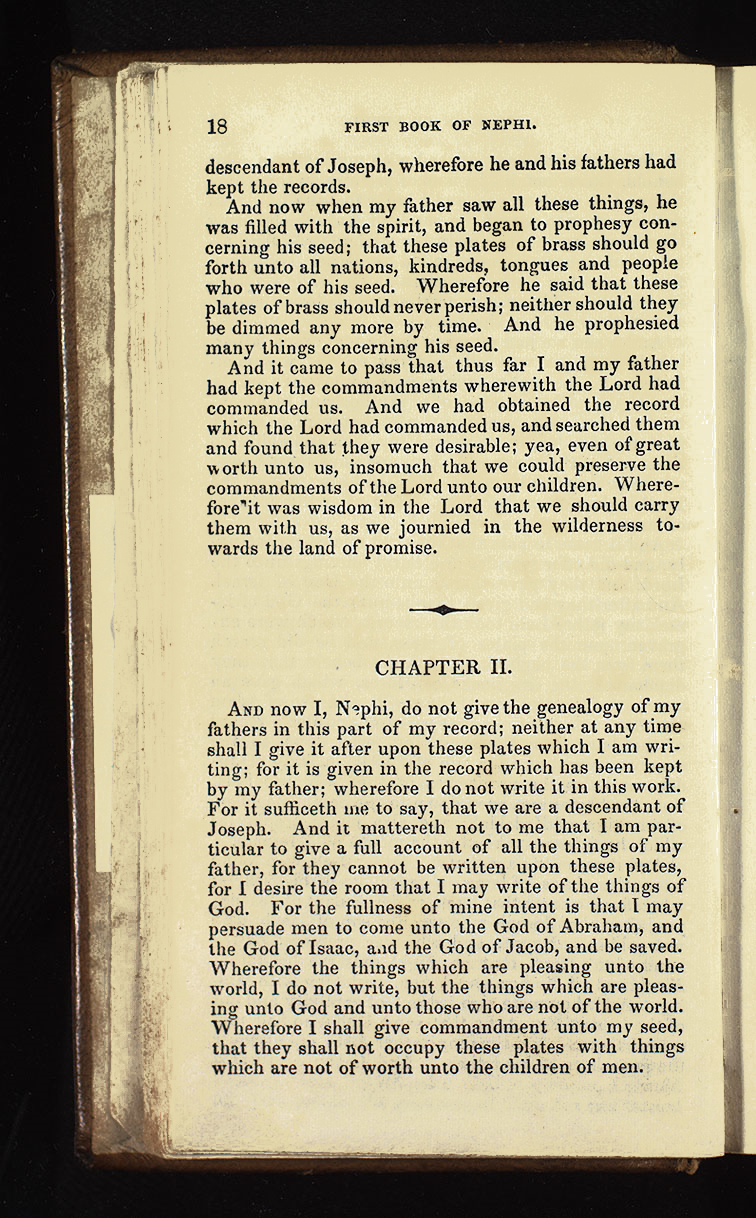 18 FIRST BOOK OF NEPHI.
descendant of Joseph, wherefore he and his fathers had
kept the records.
And now when my father saw all these things, he
was filled with the spirit, and began to prophesy con-
cerning his seed; that these plates of brass should go
forth unto all nations, kindreds, tongues and people
who were of his seed. Wherefore he said that these
plates of brass should never perish; neither should they
be dimmed any more by time. And he prophesied
many things concerning his seed.
And it came to pass that thus far I and my father
had kept the commandments wherewith the Lord had
commanded us. And we had obtained the record
which the Lord had commanded us, and searched them
and found that they were desirable; yea, even of great
worth unto us, insomuch that we could preserve the
commandments of the Lord unto our children. Where-
fore it was wisdom in the Lord that we should carry
them with us, as we journied in the wilderness to-
wards the land of promise.
CHAPTER II.
AND now I, Nephi, do not give the genealogy of my
fathers in this part of my record; neither at any time
shall I give it after upon these plates which I am wri-
ting; for it is given in the record which has been kept
by my father; wherefore I do not write it in this work.
For it sufficeth me to say, that we are a descendant of
Joseph. And it mattereth not to me that I am par-
ticular to give a full account of all the things of my
father, for they cannot be written upon these plates,
for I desire the room that I may write of the things of
God. For the fullness of mine intent is that I may
persuade men to come unto the God of Abraham, and
the God of Isaac, and the God of Jacob, and be saved.
Wherefore the things which are pleasing unto the
world, I do not write, but the things which are pleas-
ing unto God and unto those who are not of the world.
Wherefore I shall give commandment unto my seed,
that they shall not occupy these plates with things
which are not of worth unto the children of men.